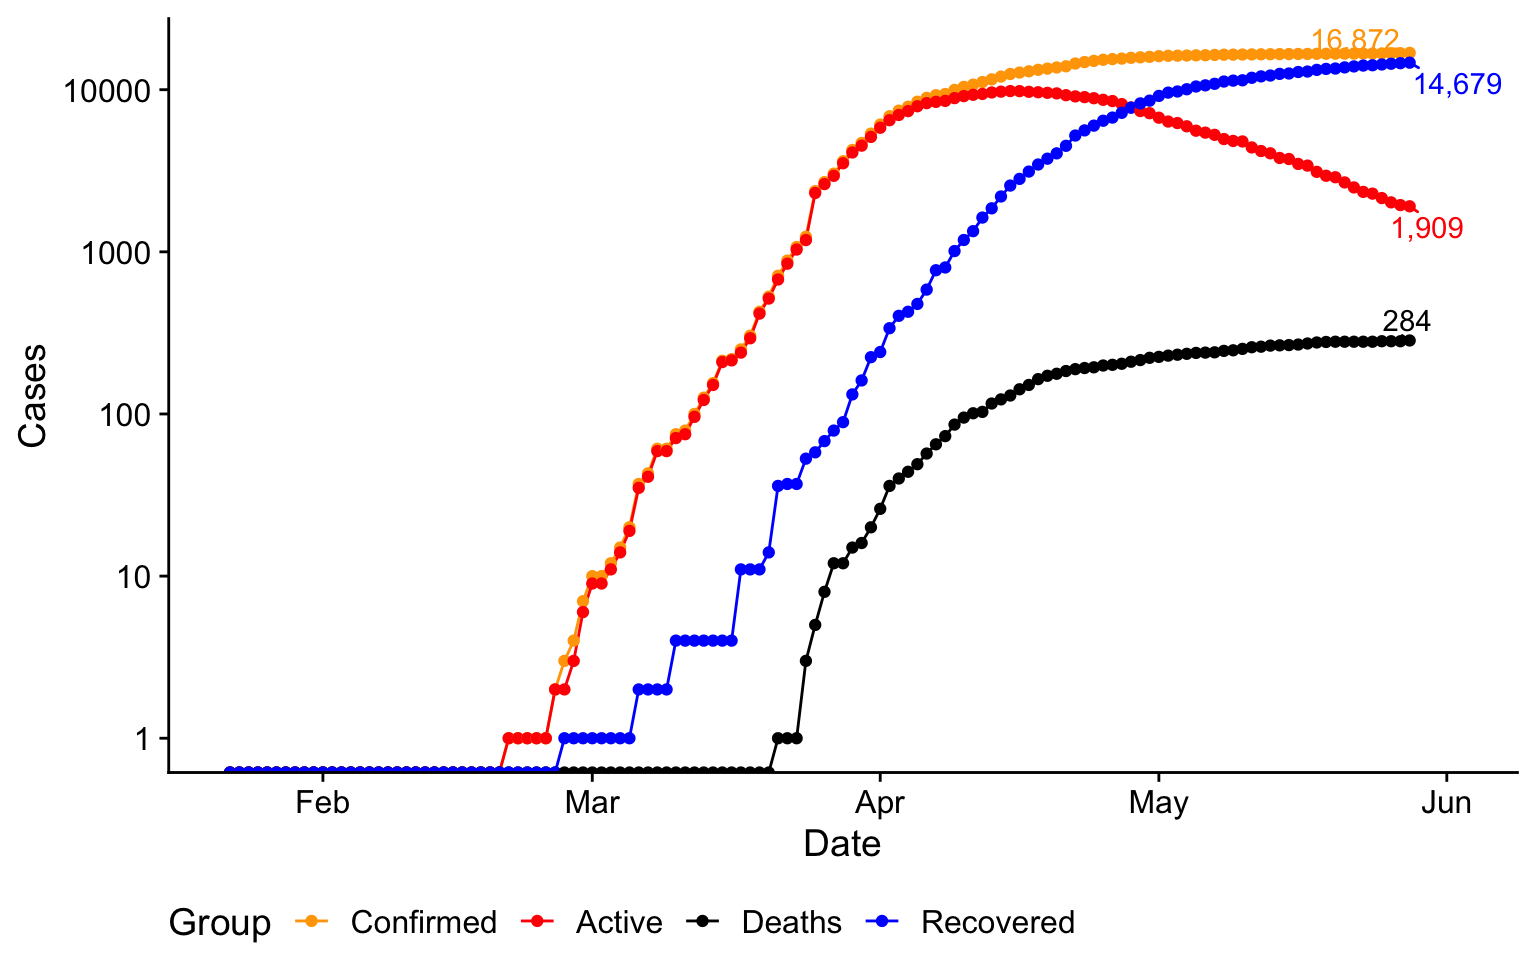 16,872
10000
14,679
1000
1,909
284
100
10
1
Cases
Feb Mar Apr May Jun
Date
Group Confirmed Active Deaths Recovered